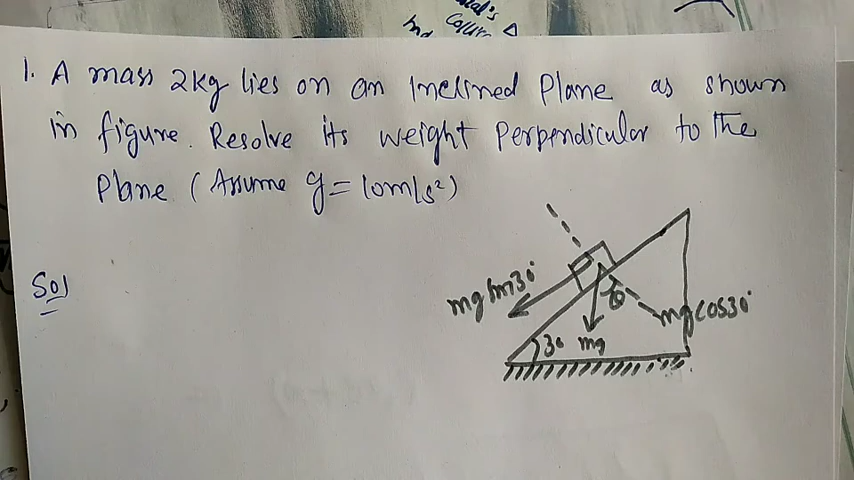 1. A mass 2kg lies on an Inclined Plane as shown
in figure. Resolve its weight Perpendicular to the
Plane (Assume g = 10m/s²)
Sol
mg sin30°
θ
mg cos30°
30
mg